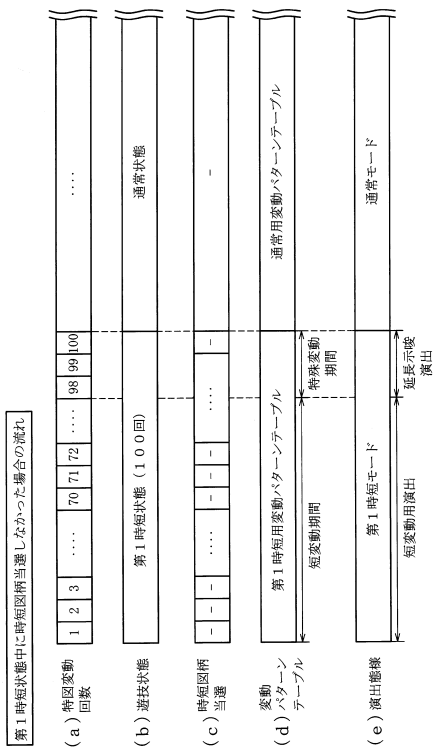 第１時短状態中に時短図柄当選しなかった場合の流れ
(a) 特図変動
回数
1 2 3 ‥‥ 70 71 72 ‥‥ 98 99 100 ‥‥
(b) 遊技状態
第１時短状態（１００回） 通常状態
(c) 時短図柄
当選
－ － － ‥‥ － － － ‥‥ － －
(d) 変動
パターン
テーブル
第１時短用変動パターンテーブル 通常用変動パターンテーブル
短変動期間 特殊変動
期間
(e) 演出態様
第１時短モード 通常モード
短変動用演出 延長示唆
演出